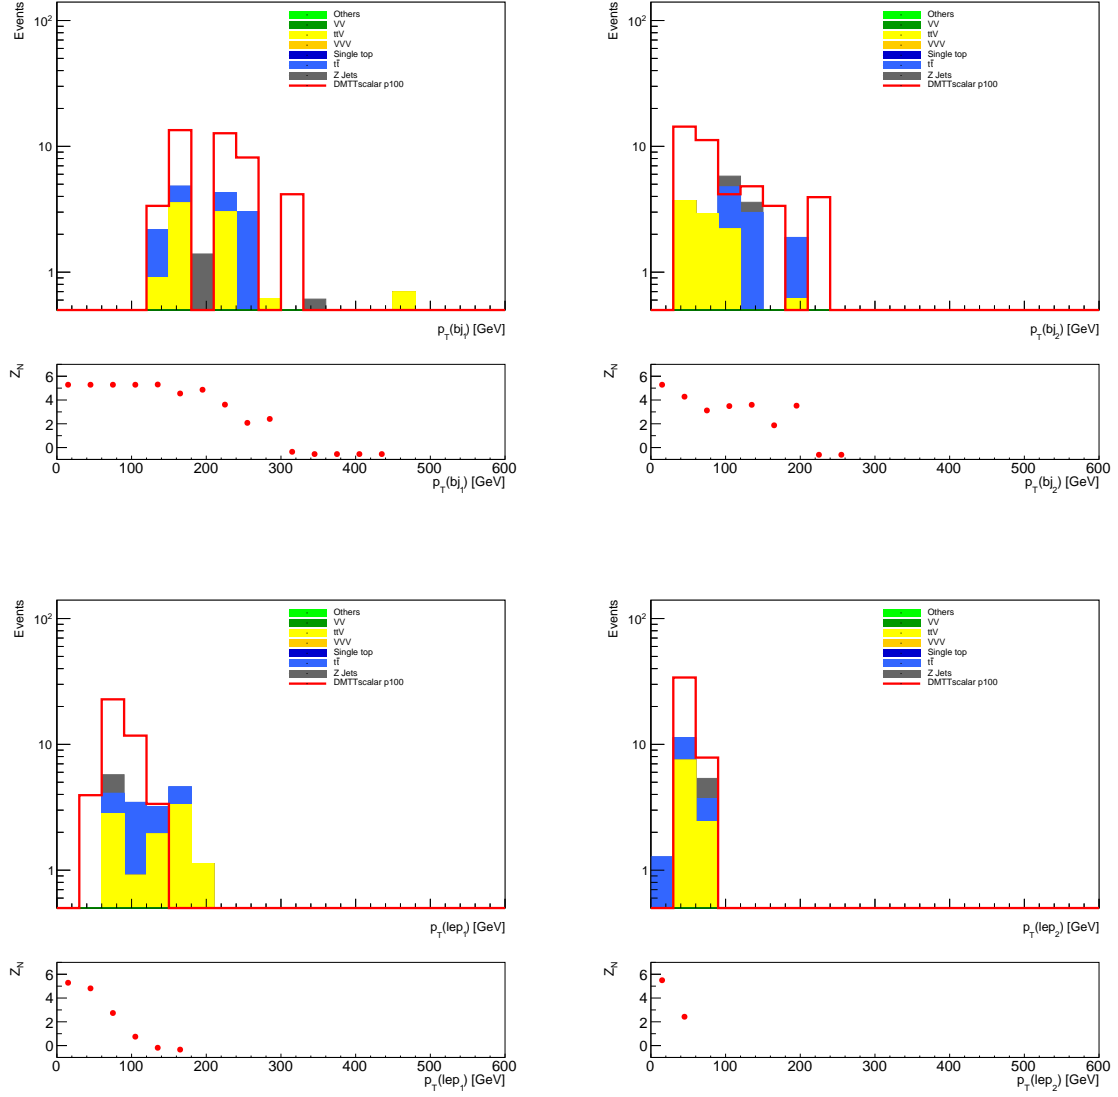 Events
10²
10
1
Others
VV
ttV
VVV
Single top
tt̄
Z Jets
DMTTscalar p100
p_T(bj_1) [GeV]
Z_N
6
4
2
0
0 100 200 300 400 500 600
p_T(bj_1) [GeV]
Events
10²
10
1
Others
VV
ttV
VVV
Single top
tt̄
Z Jets
DMTTscalar p100
p_T(bj_2) [GeV]
Z_N
6
4
2
0
0 100 200 300 400 500 600
p_T(bj_2) [GeV]
Events
10²
10
1
Others
VV
ttV
VVV
Single top
tt̄
Z Jets
DMTTscalar p100
p_T(lep_1) [GeV]
Z_N
6
4
2
0
0 100 200 300 400 500 600
p_T(lep_1) [GeV]
Events
10²
10
1
Others
VV
ttV
VVV
Single top
tt̄
Z Jets
DMTTscalar p100
p_T(lep_2) [GeV]
Z_N
6
4
2
0
0 100 200 300 400 500 600
p_T(lep_2) [GeV]